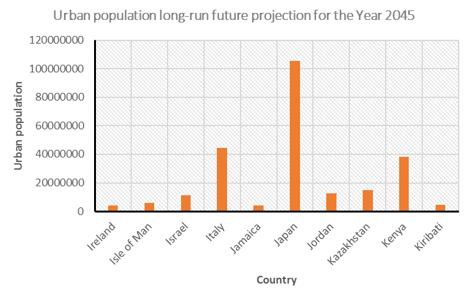 Urban population long-run future projection for the Year 2045
Urban population
120000000
100000000
80000000
60000000
40000000
20000000
0
Ireland
Isle of Man
Israel
Italy
Jamaica
Japan
Jordan
Kazakhstan
Kenya
Kiribati
Country